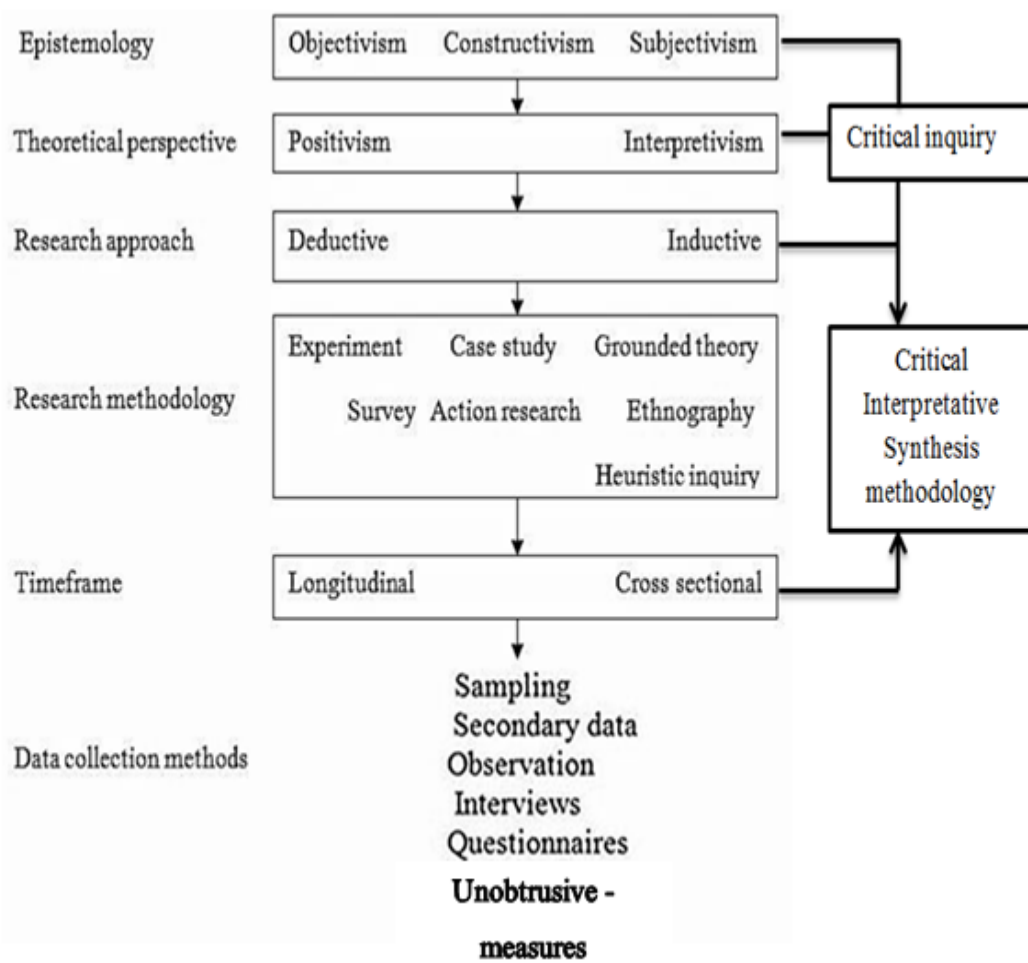 Epistemology
Objectivism Constructivism Subjectivism
Theoretical perspective
Positivism Interpretivism
Critical inquiry
Research approach
Deductive Inductive
Research methodology
Experiment Case study Grounded theory
Survey Action research Ethnography
Heuristic inquiry
Critical
Interpretative
Synthesis
methodology
Timeframe
Longitudinal Cross sectional
Data collection methods
Sampling
Secondary data
Observation
Interviews
Questionnaires
Unobtrusive -
measures